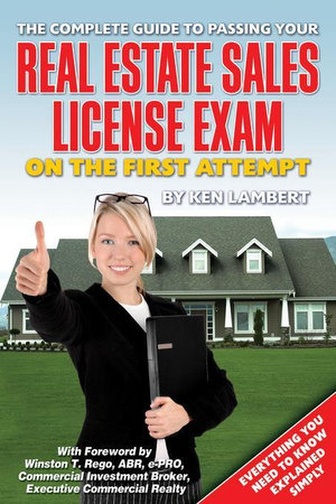 THE COMPLETE GUIDE TO PASSING YOUR
REAL ESTATE SALES
LICENSE EXAM
ON THE FIRST ATTEMPT
BY KEN LAMBERT
With Foreword by
Winston T. Rego, ABR, e-PRO,
Commercial Investment Broker,
Executive Commercial Realty
EVERYTHING YOU
NEED TO KNOW
EXPLAINED
SIMPLY